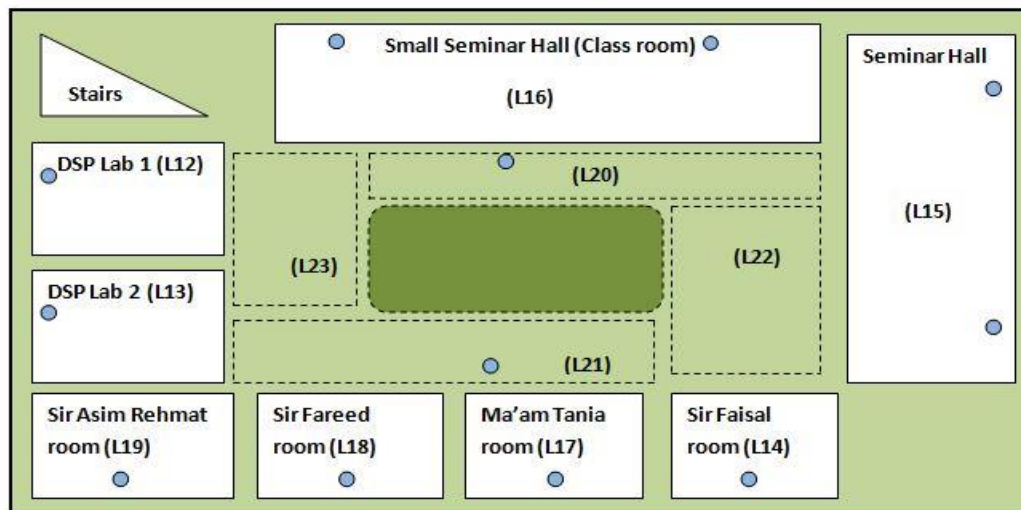 Small Seminar Hall (Class room)
(L16)
Seminar Hall
(L15)
Stairs
DSP Lab 1 (L12)
(L20)
(L23)
(L22)
DSP Lab 2 (L13)
(L21)
Sir Asim Rehmat
room (L19)
Sir Fareed
room (L18)
Ma'am Tania
room (L17)
Sir Faisal
room (L14)